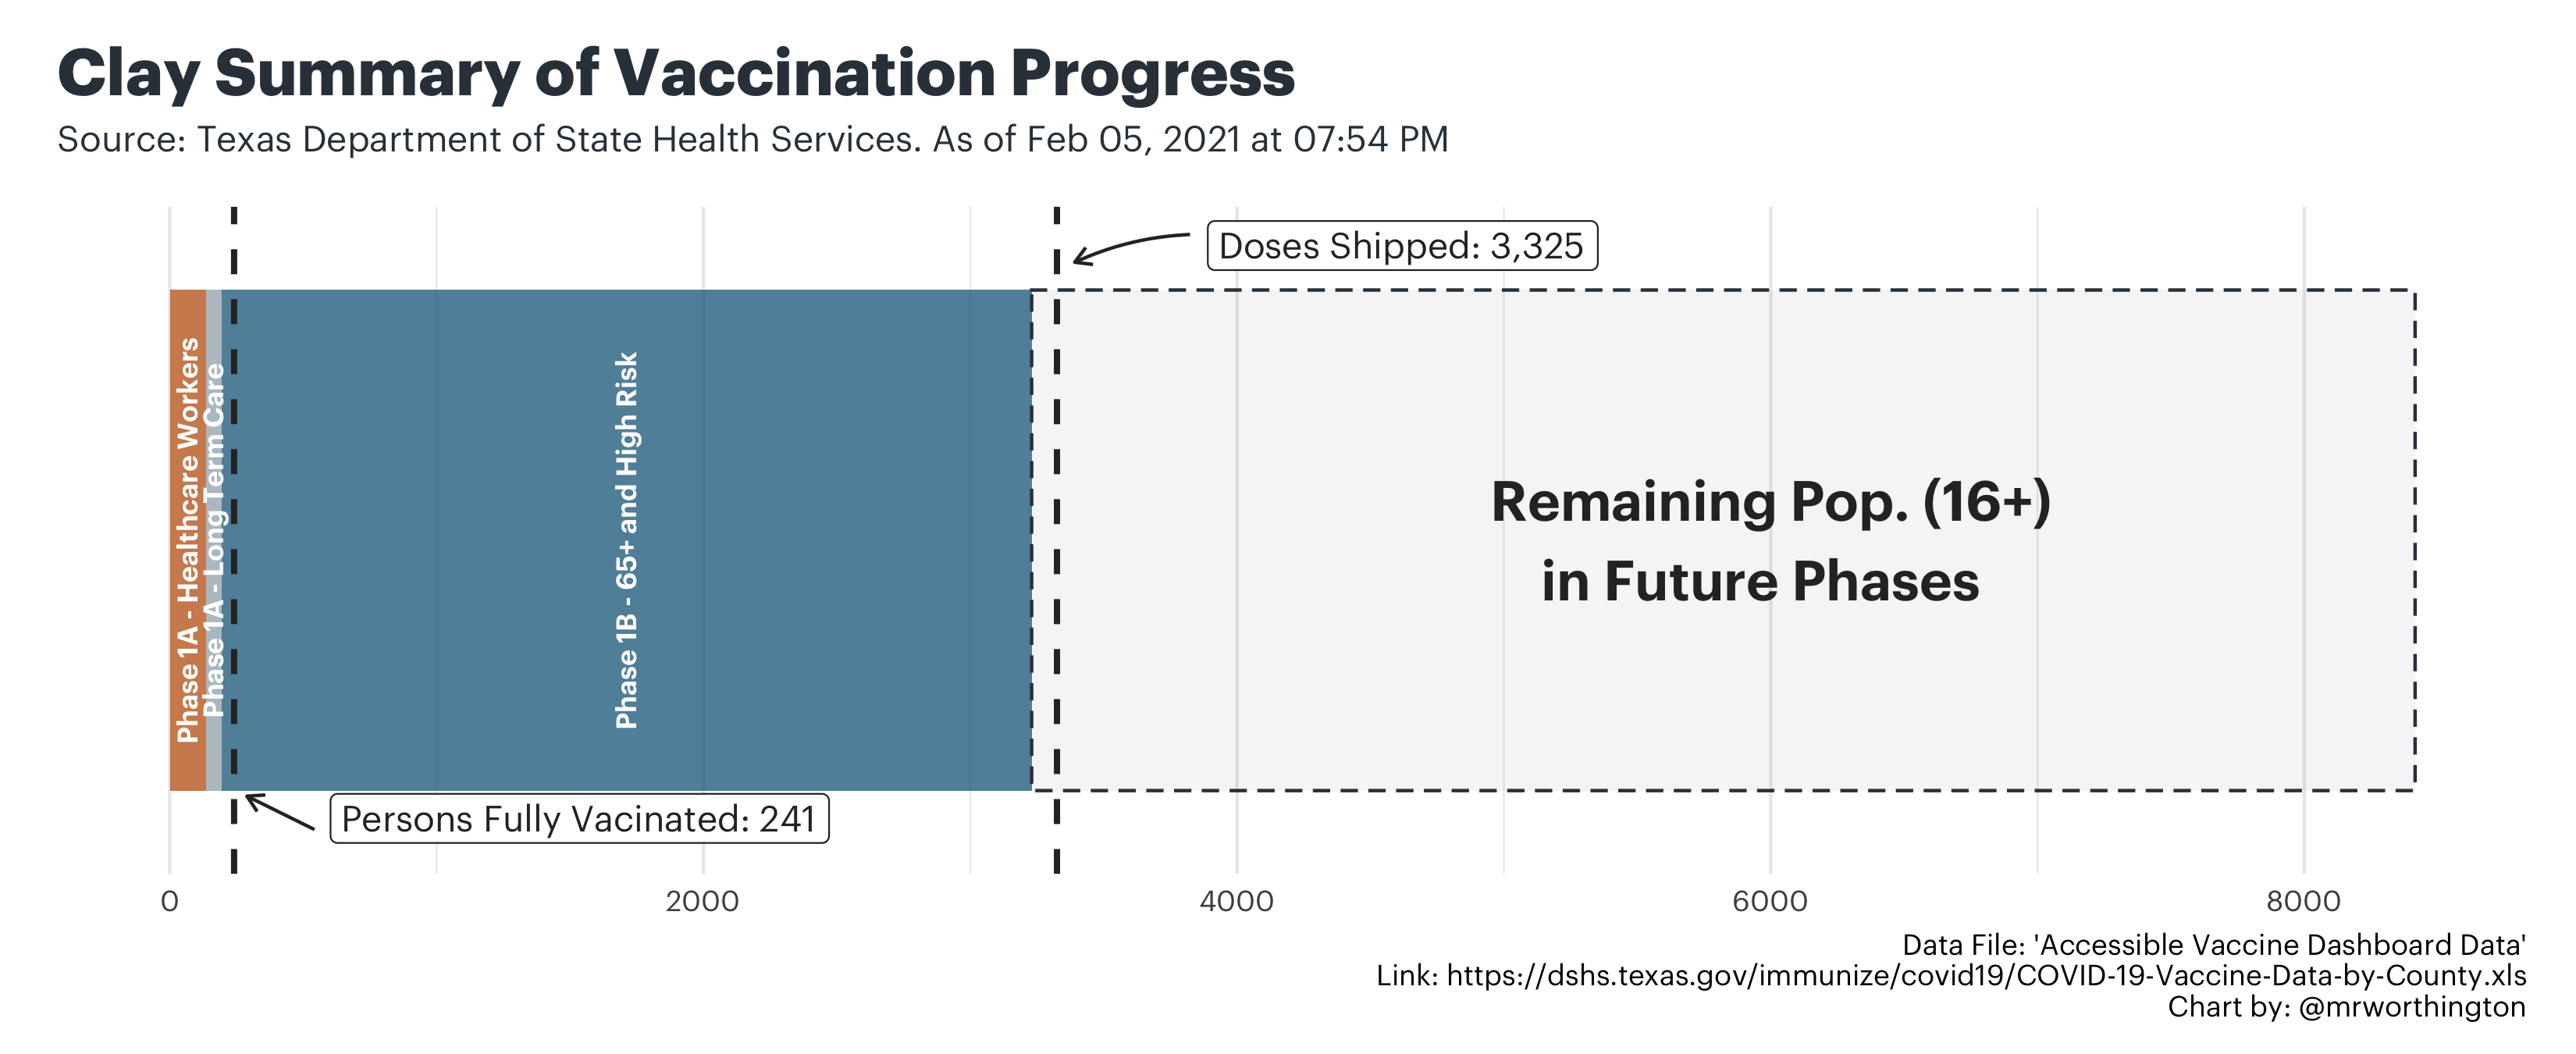 Clay Summary of Vaccination Progress
Source: Texas Department of State Health Services. As of Feb 05, 2021 at 07:54 PM
Doses Shipped: 3,325
Phase 1A - Healthcare Workers
Phase 1A - Long Term Care
Phase 1B - 65+ and High Risk
Remaining Pop. (16+)
in Future Phases
Persons Fully Vacinated: 241
0 2000 4000 6000 8000
Data File: 'Accessible Vaccine Dashboard Data'
Link: https://dshs.texas.gov/immunize/covid19/COVID-19-Vaccine-Data-by-County.xls
Chart by: @mrworthington